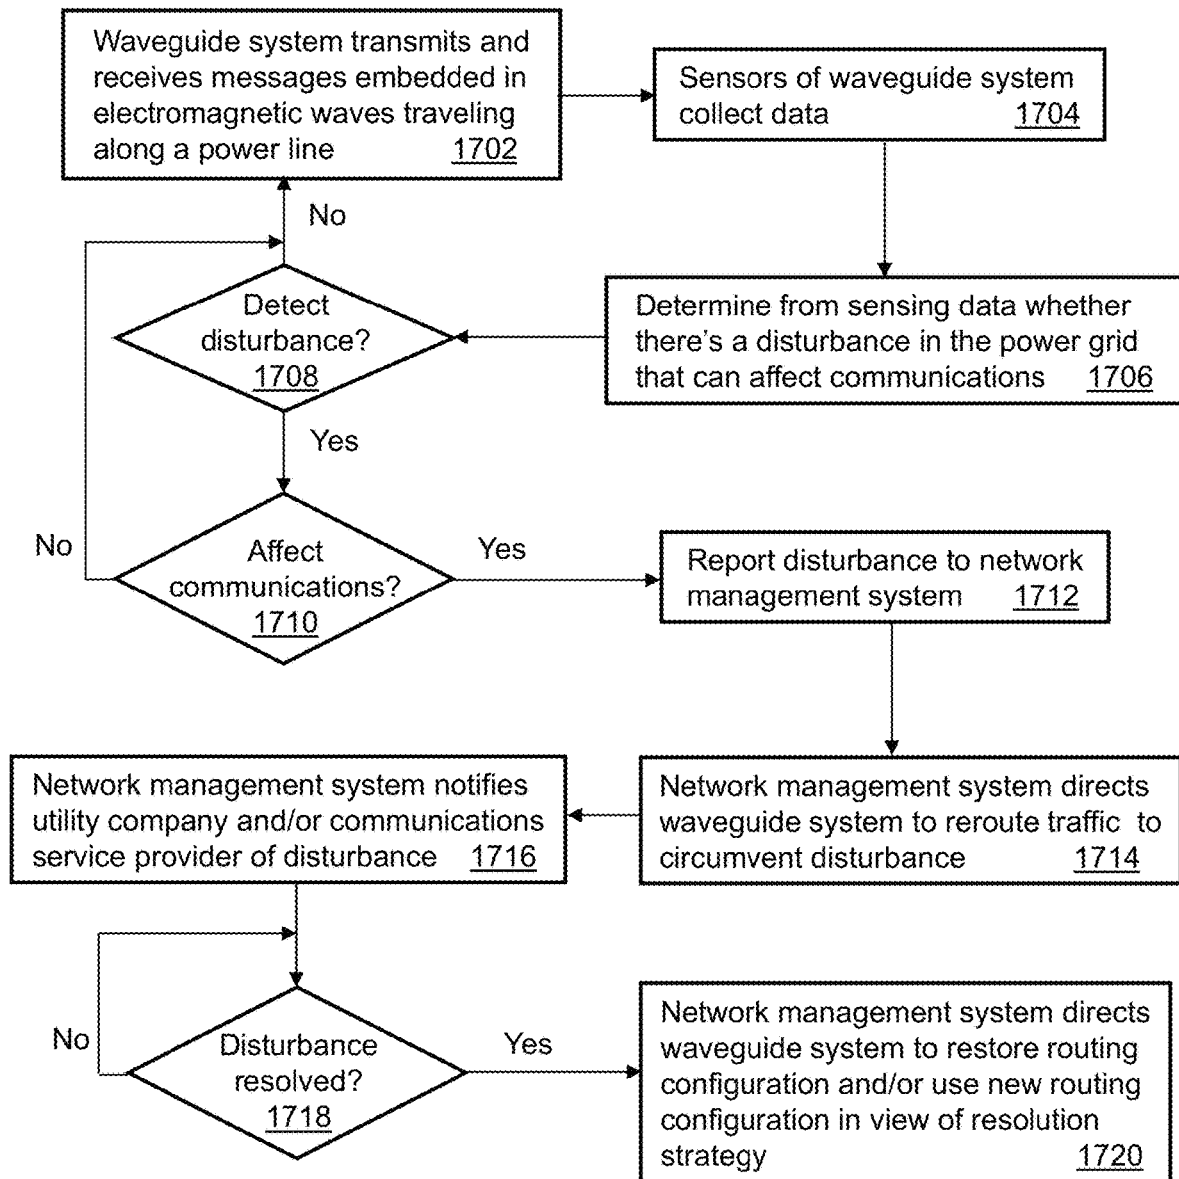 Waveguide system transmits and
receives messages embedded in
electromagnetic waves traveling
along a power line 1702
Sensors of waveguide system
collect data 1704
No
Detect
disturbance?
1708
Determine from sensing data whether
there's a disturbance in the power grid
that can affect communications 1706
Yes
No
Affect
communications?
1710
Yes
Report disturbance to network
management system 1712
Network management system notifies
utility company and/or communications
service provider of disturbance 1716
Network management system directs
waveguide system to reroute traffic to
circumvent disturbance 1714
No
Disturbance
resolved?
1718
Yes
Network management system directs
waveguide system to restore routing
configuration and/or use new routing
configuration in view of resolution
strategy 1720